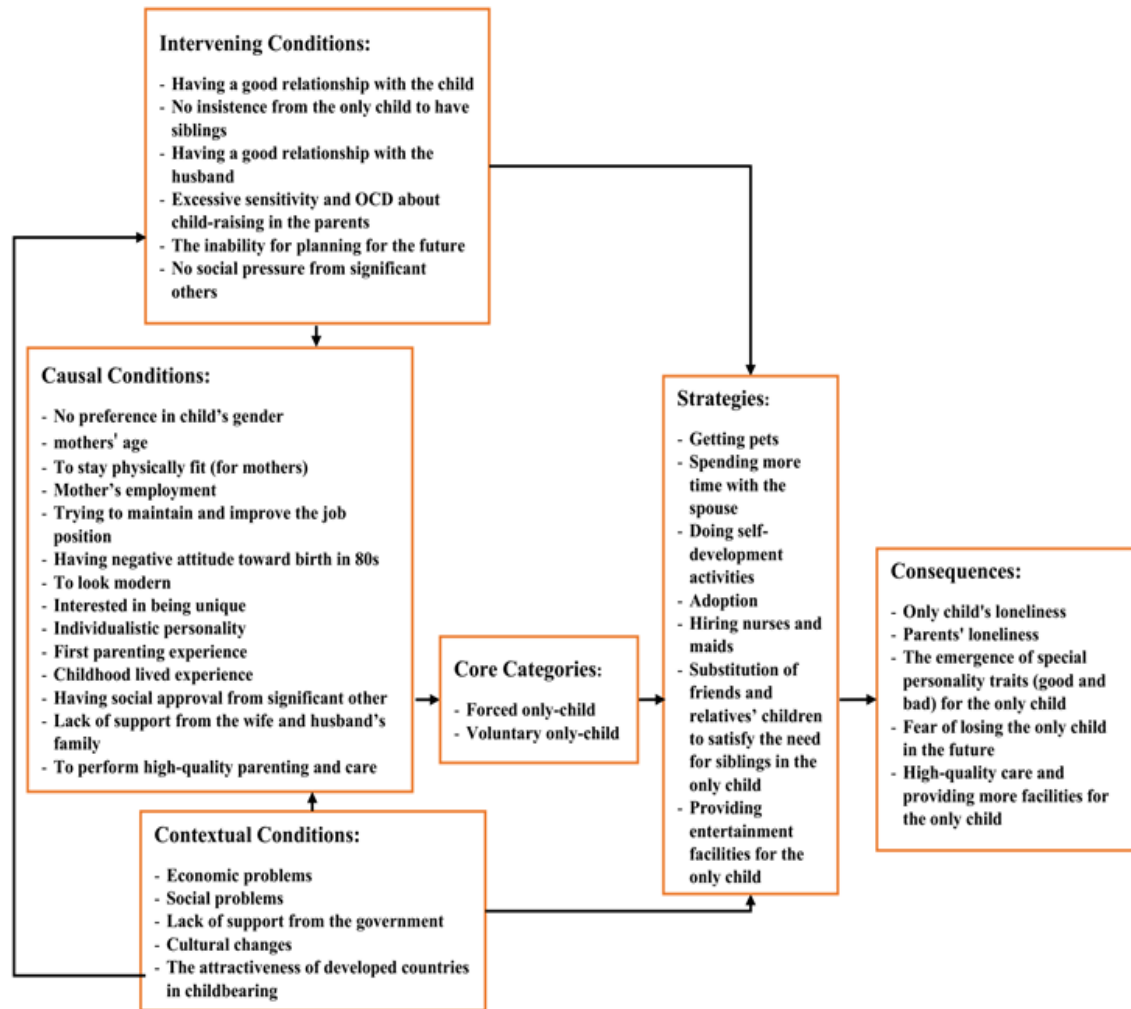 Intervening Conditions:
- Having a good relationship with the child
- No insistence from the only child to have
siblings
- Having a good relationship with the
husband
- Excessive sensitivity and OCD about
child-raising in the parents
- The inability for planning for the future
- No social pressure from significant
others
Causal Conditions:
- No preference in child's gender
- mothers' age
- To stay physically fit (for mothers)
- Mother's employment
- Trying to maintain and improve the job
position
- Having negative attitude toward birth in 80s
- To look modern
- Interested in being unique
- Individualistic personality
- First parenting experience
- Childhood lived experience
- Having social approval from significant other
- Lack of support from the wife and husband's
family
- To perform high-quality parenting and care
Contextual Conditions:
- Economic problems
- Social problems
- Lack of support from the government
- Cultural changes
- The attractiveness of developed countries
in childbearing
Core Categories:
- Forced only-child
- Voluntary only-child
Strategies:
- Getting pets
- Spending more
time with the
spouse
- Doing self-
development
activities
- Adoption
- Hiring nurses and
maids
- Substitution of
friends and
relatives' children
to satisfy the need
for siblings in the
only child
- Providing
entertainment
facilities for the
only child
Consequences:
- Only child's loneliness
- Parents' loneliness
- The emergence of special
personality traits (good and
bad) for the only child
- Fear of losing the only child
in the future
- High-quality care and
providing more facilities for
the only child